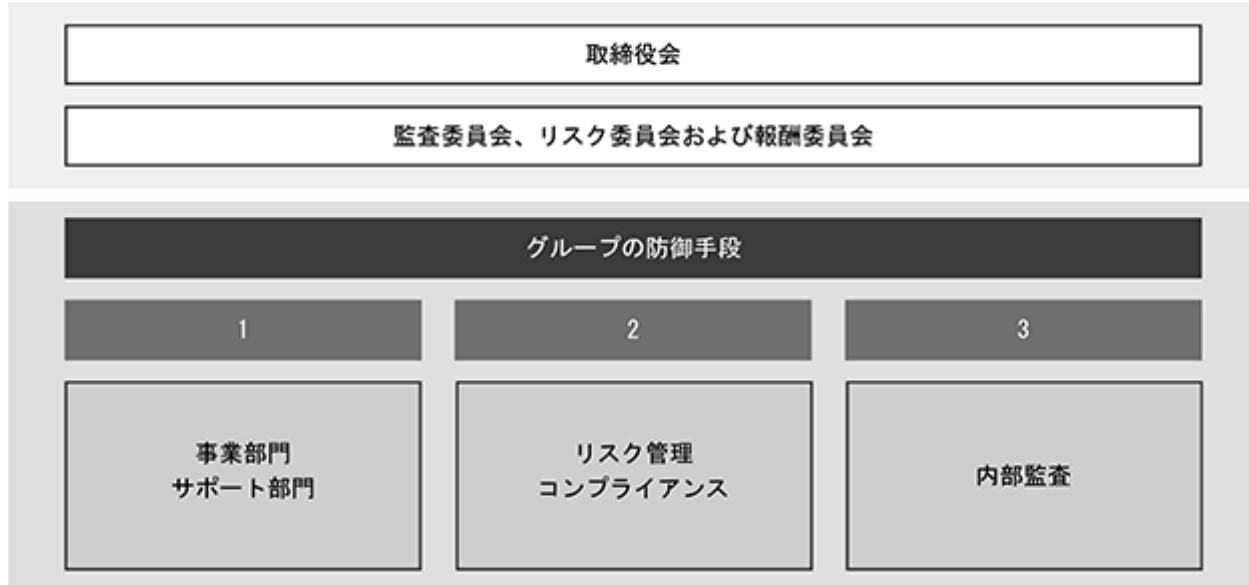 取締役会
監査委員会、リスク委員会および報酬委員会
グループの防御手段
1
2
3
事業部門
サポート部門
リスク管理
コンプライアンス
内部監査